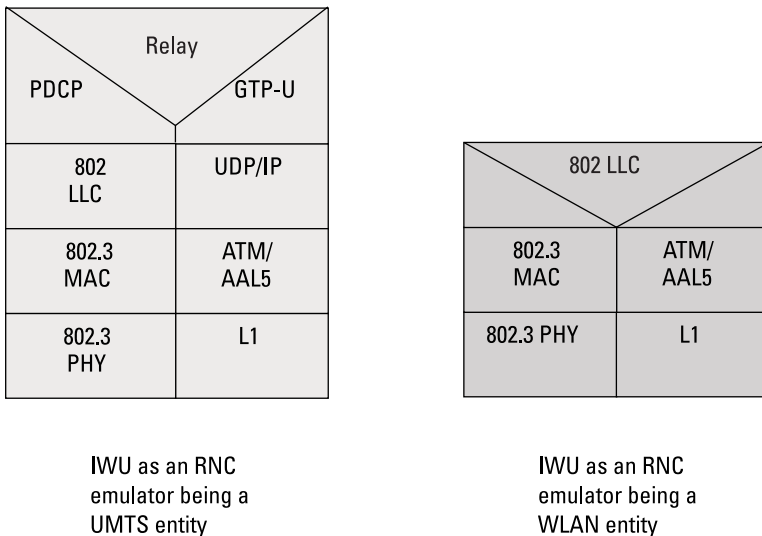 Relay
PDCP
GTP-U
802
LLC
UDP/IP
802.3
MAC
ATM/
AAL5
802.3
PHY
L1
IWU as an RNC
emulator being a
UMTS entity
802 LLC
802.3
MAC
ATM/
AAL5
802.3 PHY
L1
IWU as an RNC
emulator being a
WLAN entity